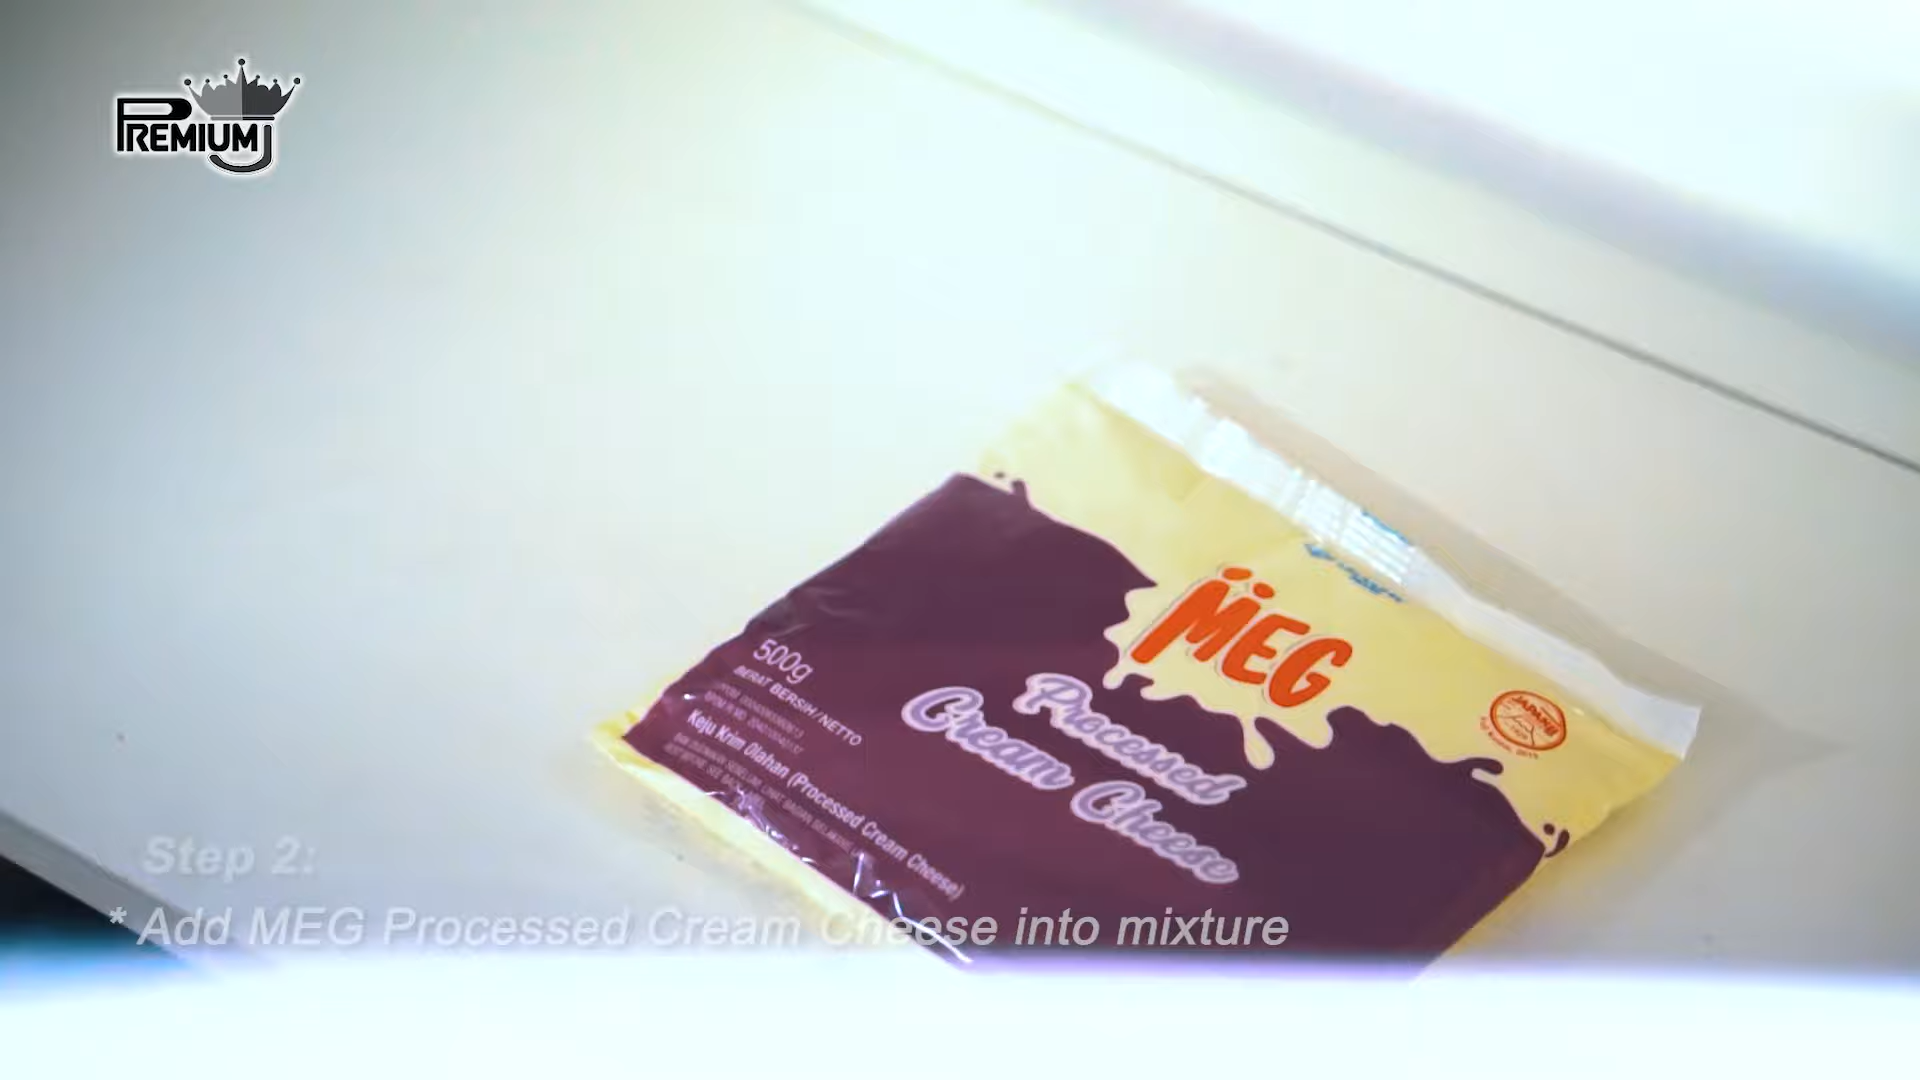 PREMIUM J
MEG
Processed
Cream Cheese
500g
BERAT BERSIH/NETTO
Keju Krim Olahan (Processed Cream Cheese)
JAPAN'S
Step 2:
* Add MEG Processed Cream Cheese into mixture